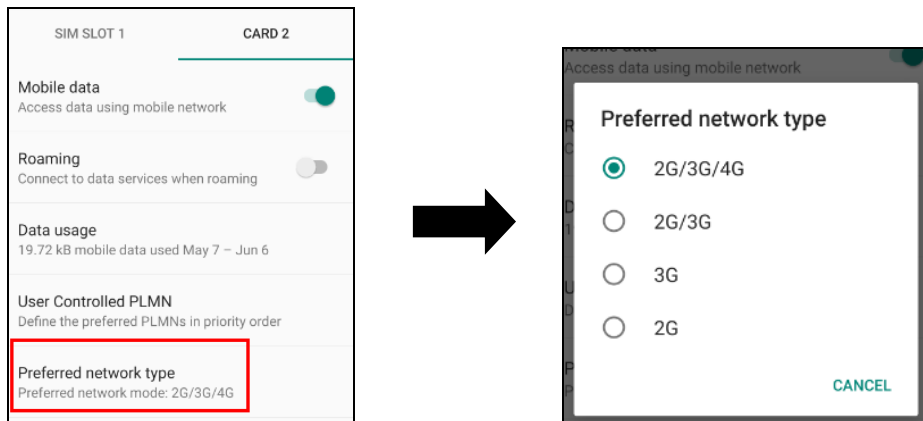 SIM SLOT 1 CARD 2
Mobile data
Access data using mobile network
Roaming
Connect to data services when roaming
Data usage
19.72 kB mobile data used May 7 – Jun 6
User Controlled PLMN
Define the preferred PLMNs in priority order
Preferred network type
Preferred network mode: 2G/3G/4G
Access data using mobile network
Preferred network type
2G/3G/4G
2G/3G
3G
2G
CANCEL